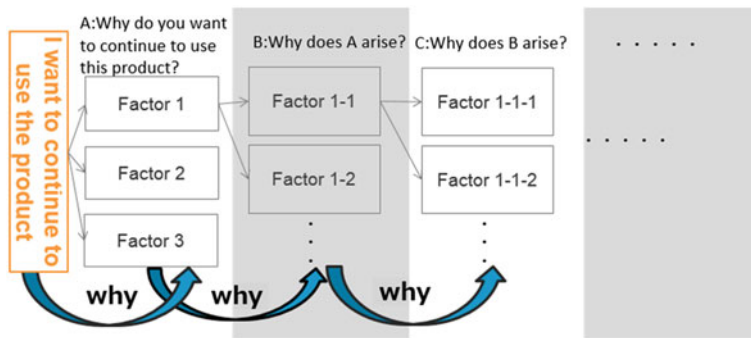 I want to continue to
use the product
A:Why do you want
to continue to use
this product?
Factor 1
Factor 2
Factor 3
B:Why does A arise?
Factor 1-1
Factor 1-2
C:Why does B arise?
Factor 1-1-1
Factor 1-1-2
why
why
why